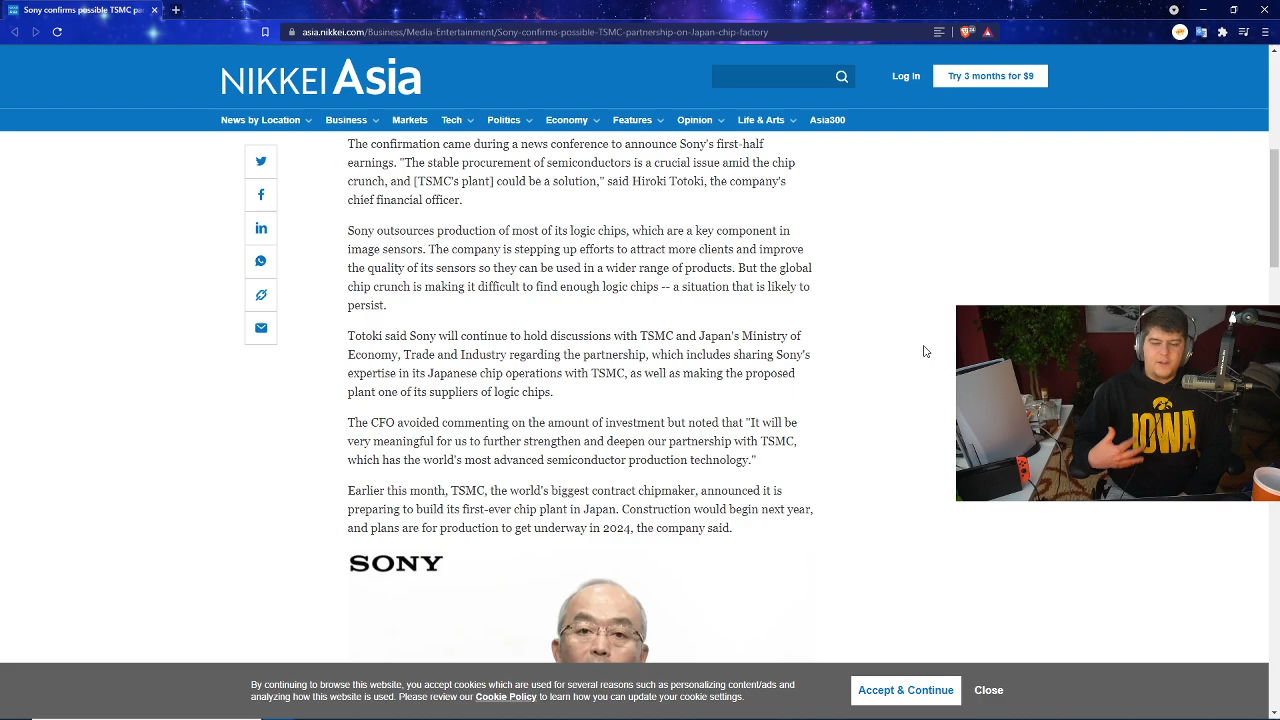 Sony confirms possible TSMC pa
asia.nikkei.com/Business/Media-Entertainment/Sony-confirms-possible-TSMC-partnership-on-Japan-chip-factory
NIKKEI Asia
Log in
Try 3 months for $9
News by Location
Business
Markets
Tech
Politics
Economy
Features
Opinion
Life & Arts
Asia300
The confirmation came during a news conference to announce Sony's first-half
earnings. "The stable procurement of semiconductors is a crucial issue amid the chip
crunch, and [TSMC's plant] could be a solution," said Hiroki Totoki, the company's
chief financial officer.
Sony outsources production of most of its logic chips, which are a key component in
image sensors. The company is stepping up efforts to attract more clients and improve
the quality of its sensors so they can be used in a wider range of products. But the global
chip crunch is making it difficult to find enough logic chips -- a situation that is likely to
persist.
Totoki said Sony will continue to hold discussions with TSMC and Japan's Ministry of
Economy, Trade and Industry regarding the partnership, which includes sharing Sony's
expertise in its Japanese chip operations with TSMC, as well as making the proposed
plant one of its suppliers of logic chips.
The CFO avoided commenting on the amount of investment but noted that "It will be
very meaningful for us to further strengthen and deepen our partnership with TSMC,
which has the world's most advanced semiconductor production technology."
Earlier this month, TSMC, the world's biggest contract chipmaker, announced it is
preparing to build its first-ever chip plant in Japan. Construction would begin next year,
and plans are for production to get underway in 2024, the company said.
SONY
IOWA
By continuing to browse this website, you accept cookies which are used for several reasons such as personalizing content/ads and
analyzing how this website is used. Please review our Cookie Policy to learn how you can update your cookie settings.
Accept & Continue
Close